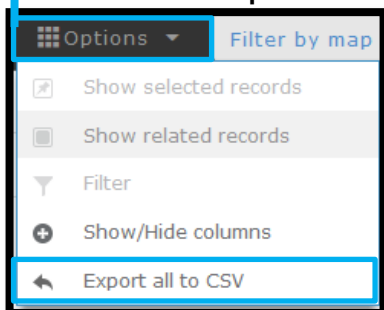 Options Filter by map
Show selected records
Show related records
Filter
Show/Hide columns
Export all to CSV